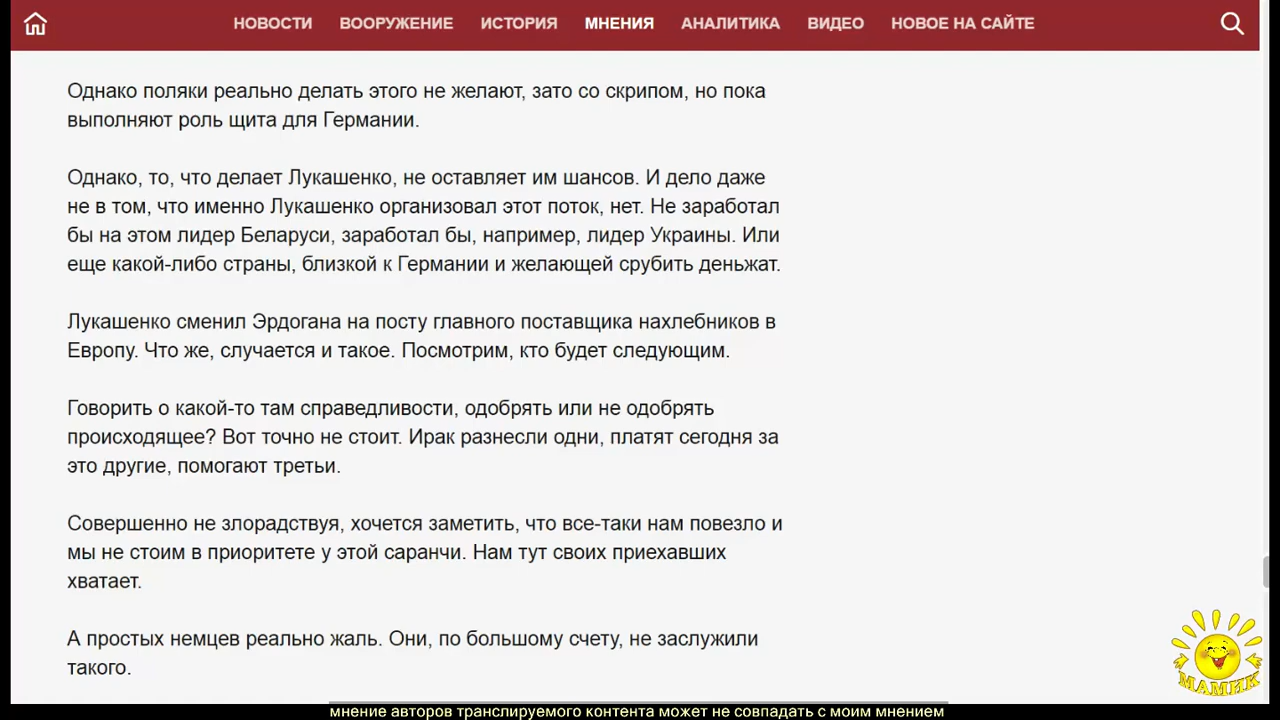 НОВОСТИ ВООРУЖЕНИЕ ИСТОРИЯ МНЕНИЯ АНАЛИТИКА ВИДЕО НОВОЕ НА САЙТЕ
Однако поляки реально делать этого не желают, зато со скрипом, но пока
выполняют роль щита для Германии.
Однако, то, что делает Лукашенко, не оставляет им шансов. И дело даже
не в том, что именно Лукашенко организовал этот поток, нет. Не заработал
бы на этом лидер Беларуси, заработал бы, например, лидер Украины. Или
еще какой-либо страны, близкой к Германии и желающей срубить деньжат.
Лукашенко сменил Эрдогана на посту главного поставщика нахлебников в
Европу. Что же, случается и такое. Посмотрим, кто будет следующим.
Говорить о какой-то там справедливости, одобрять или не одобрять
происходящее? Вот точно не стоит. Ирак разнесли одни, платят сегодня за
это другие, помогают третьи.
Совершенно не злорадствуя, хочется заметить, что все-таки нам повезло и
мы не стоим в приоритете у этой саранчи. Нам тут своих приехавших
хватает.
А простых немцев реально жаль. Они, по большому счету, не заслужили
такого.
МАМИК
мнение авторов транслируемого контента может не совпадать с моим мнением